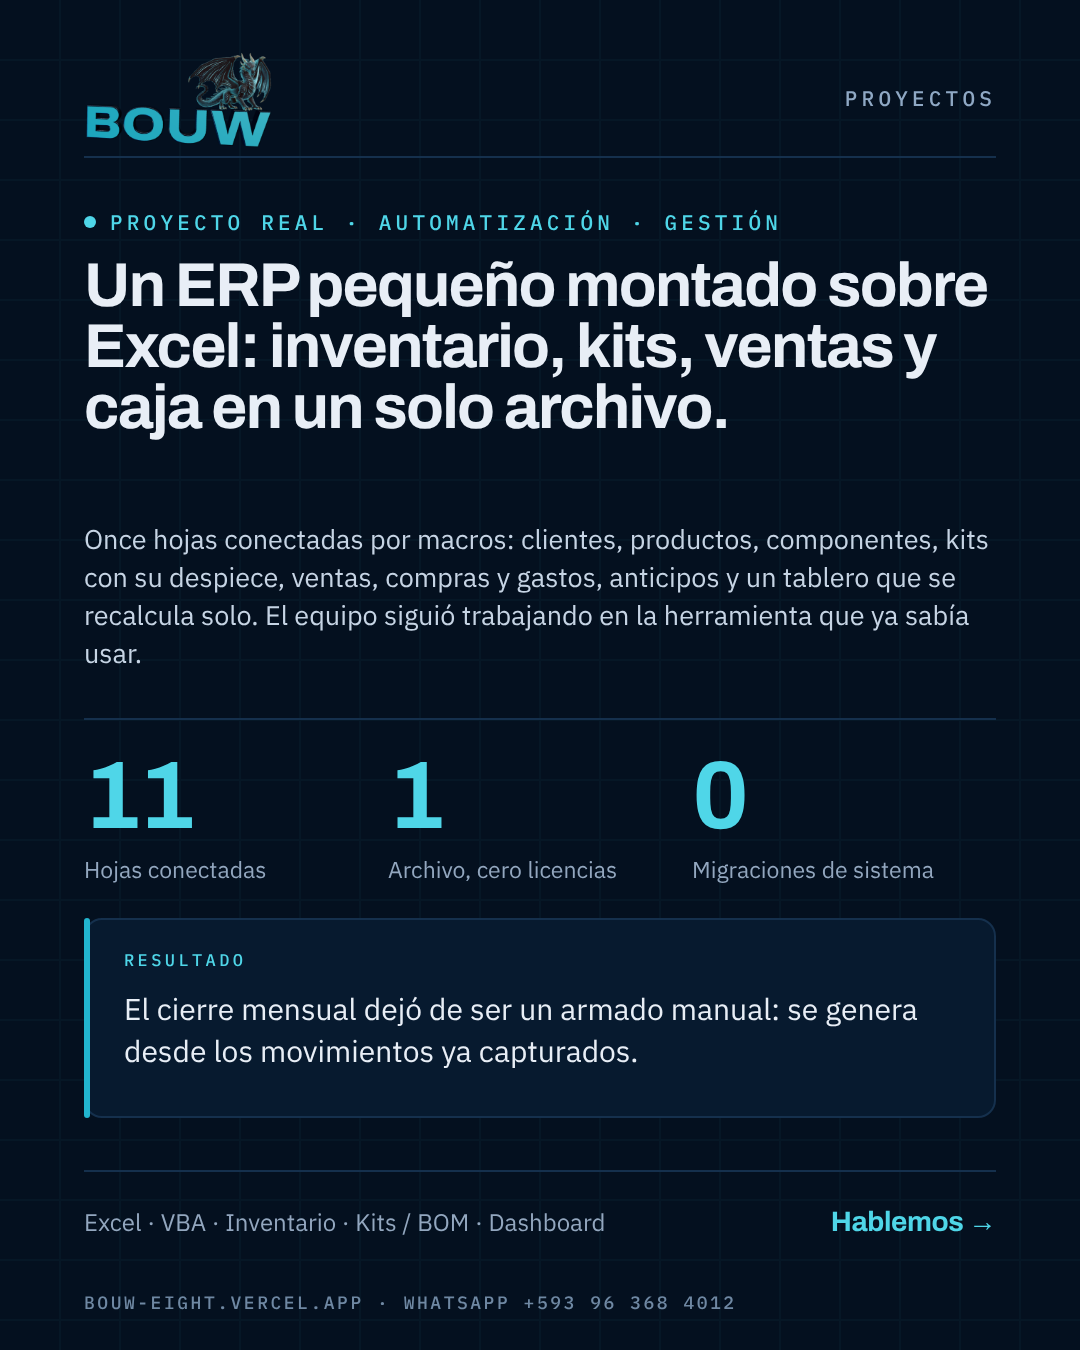 BOUW
PROYECTOS
PROYECTO REAL · AUTOMATIZACIÓN · GESTIÓN
Un ERP pequeño montado sobre
Excel: inventario, kits, ventas y
caja en un solo archivo.
Once hojas conectadas por macros: clientes, productos, componentes, kits
con su despiece, ventas, compras y gastos, anticipos y un tablero que se
recalcula solo. El equipo siguió trabajando en la herramienta que ya sabía
usar.
11
Hojas conectadas
1
Archivo, cero licencias
0
Migraciones de sistema
RESULTADO
El cierre mensual dejó de ser un armado manual: se genera
desde los movimientos ya capturados.
Excel · VBA · Inventario · Kits / BOM · Dashboard
Hablemos →
BOUW-EIGHT.VERCEL.APP · WHATSAPP +593 96 368 4012